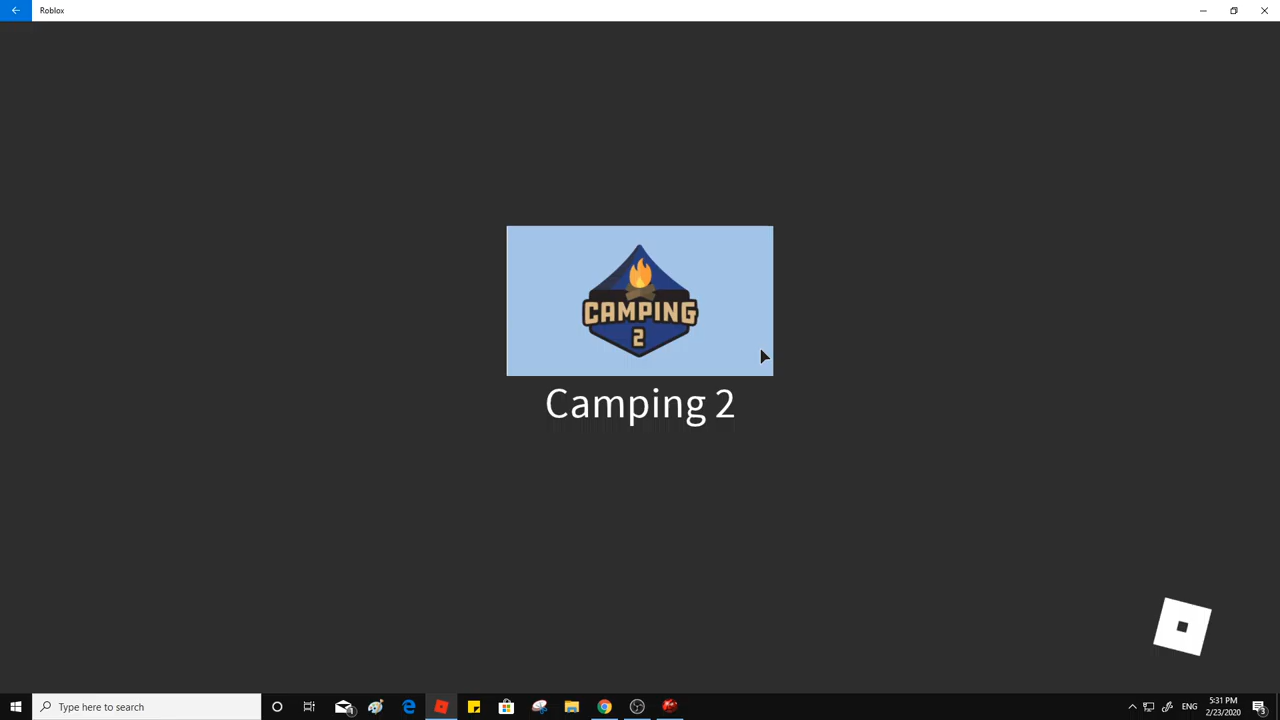 Roblox
CAMPING
2
Camping 2
Type here to search
ENG
5:31 PM
2/23/2020